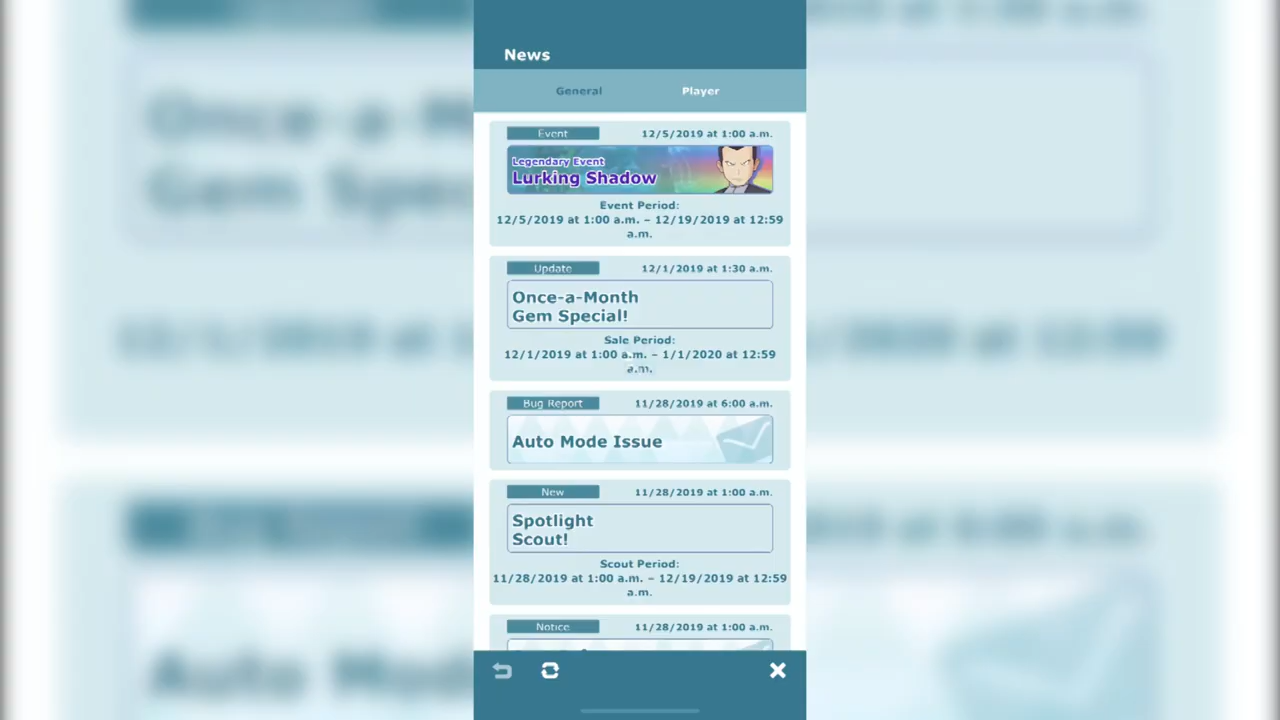 News
General
Player
Event
12/5/2019 at 1:00 a.m.
Legendary Event
Lurking Shadow
Event Period:
12/5/2019 at 1:00 a.m. – 12/19/2019 at 12:59
a.m.
Update
12/1/2019 at 1:30 a.m.
Once-a-Month
Gem Special!
Sale Period:
12/1/2019 at 1:00 a.m. – 1/1/2020 at 12:59
a.m.
Bug Report
11/28/2019 at 6:00 a.m.
Auto Mode Issue
New
11/28/2019 at 1:00 a.m.
Spotlight
Scout!
Scout Period:
11/28/2019 at 1:00 a.m. – 12/19/2019 at 12:59
a.m.
Notice
11/28/2019 at 1:00 a.m.